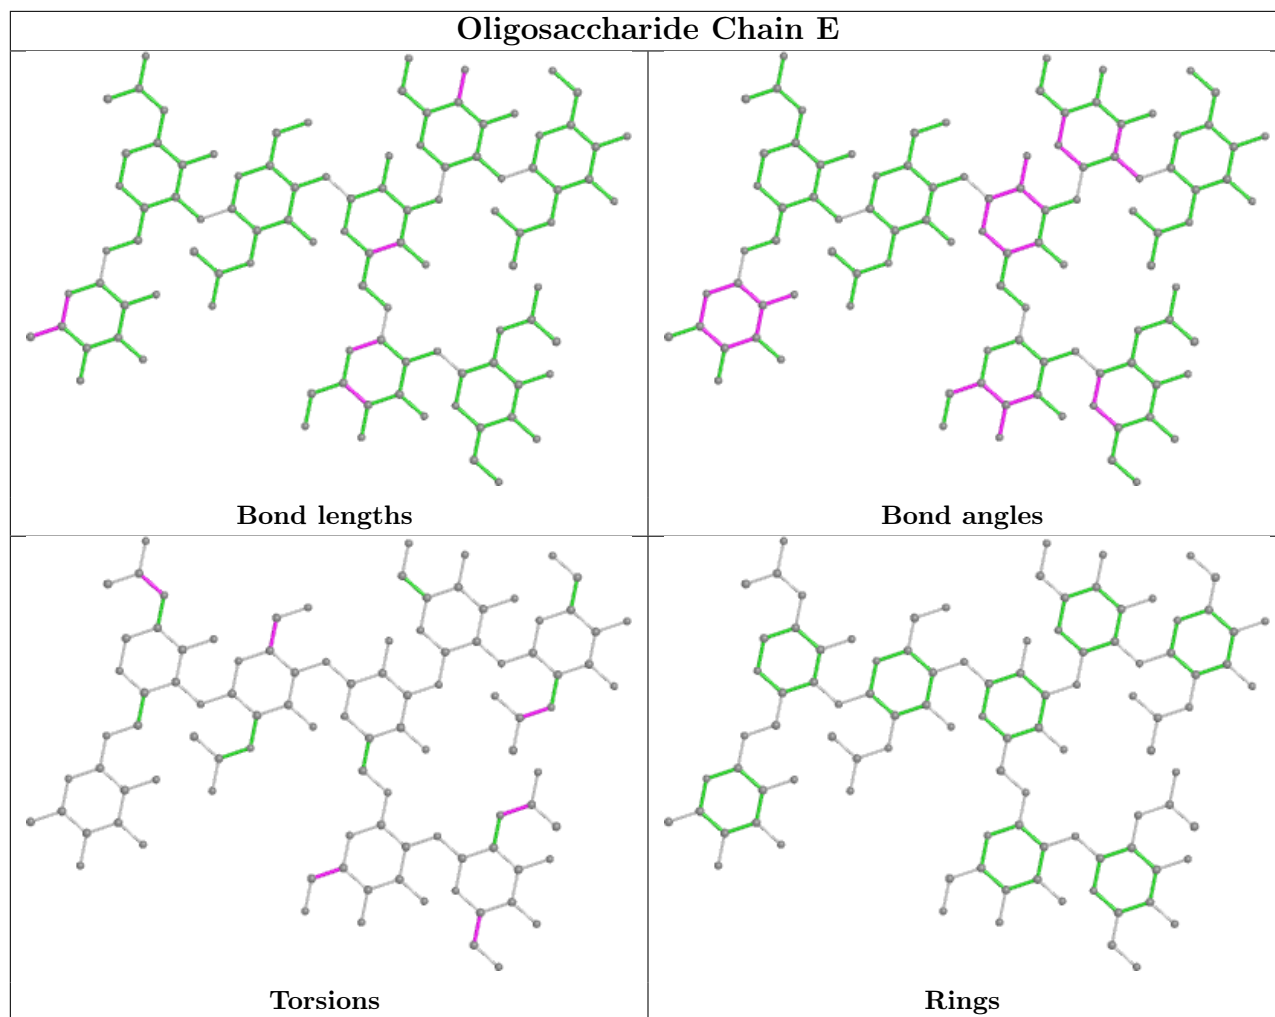 Oligosaccharide Chain E
Bond lengths
Bond angles
Torsions
Rings